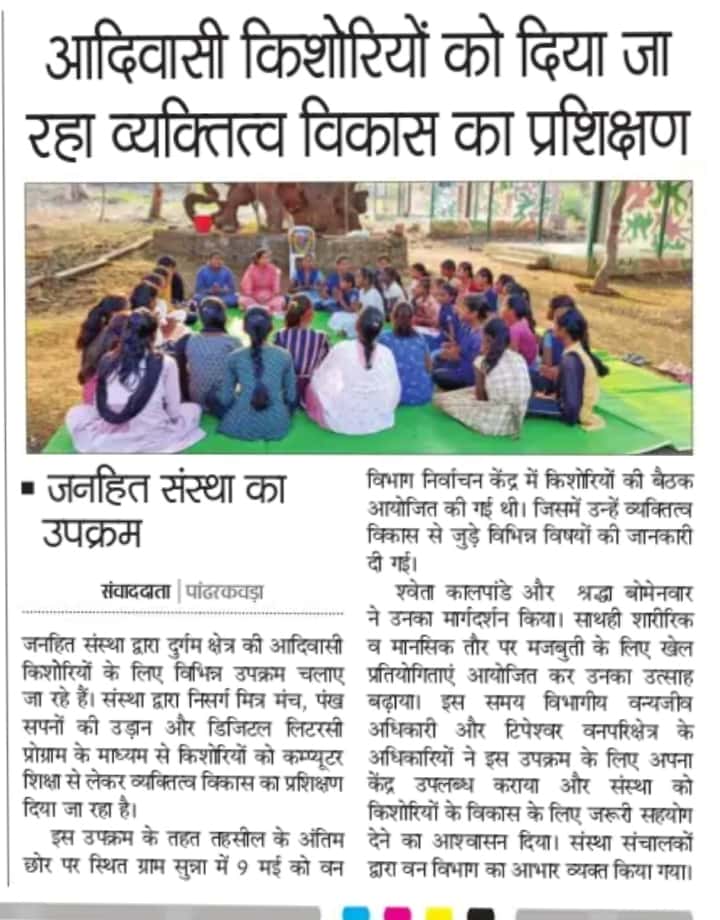 आदिवासी किशोरियों को दिया जा
रहा व्यक्तित्व विकास का प्रशिक्षण
▪ जनहित संस्था का
उपक्रम
संवाददाता | पांढरकवड़ा
जनहित संस्था द्वारा दुर्गम क्षेत्र की आदिवासी
किशोरियों के लिए विभिन्न उपक्रम चलाए
जा रहे हैं। संस्था द्वारा निसर्ग मित्र मंच, पंख
सपनों की उड़ान और डिजिटल लिटरसी
प्रोग्राम के माध्यम से किशोरियों को कम्प्यूटर
शिक्षा से लेकर व्यक्तित्व विकास का प्रशिक्षण
दिया जा रहा है।
इस उपक्रम के तहत तहसील के अंतिम
छोर पर स्थित ग्राम सुन्ना में 9 मई को वन
विभाग निर्वाचन केंद्र में किशोरियों की बैठक
आयोजित की गई थी। जिसमें उन्हें व्यक्तित्व
विकास से जुड़े विभिन्न विषयों की जानकारी
दी गई।
श्वेता कालपांडे और श्रद्धा बोमेनवार
ने उनका मार्गदर्शन किया। साथही शारीरिक
व मानसिक तौर पर मजबुती के लिए खेल
प्रतियोगिताएं आयोजित कर उनका उत्साह
बढ़ाया। इस समय विभागीय वन्यजीव
अधिकारी और टिपेश्वर वनपरिक्षेत्र के
अधिकारियों ने इस उपक्रम के लिए अपना
केंद्र उपलब्ध कराया और संस्था को
किशोरियों के विकास के लिए जरूरी सहयोग
देने का आश्वासन दिया। संस्था संचालकों
द्वारा वन विभाग का आभार व्यक्त किया गया।